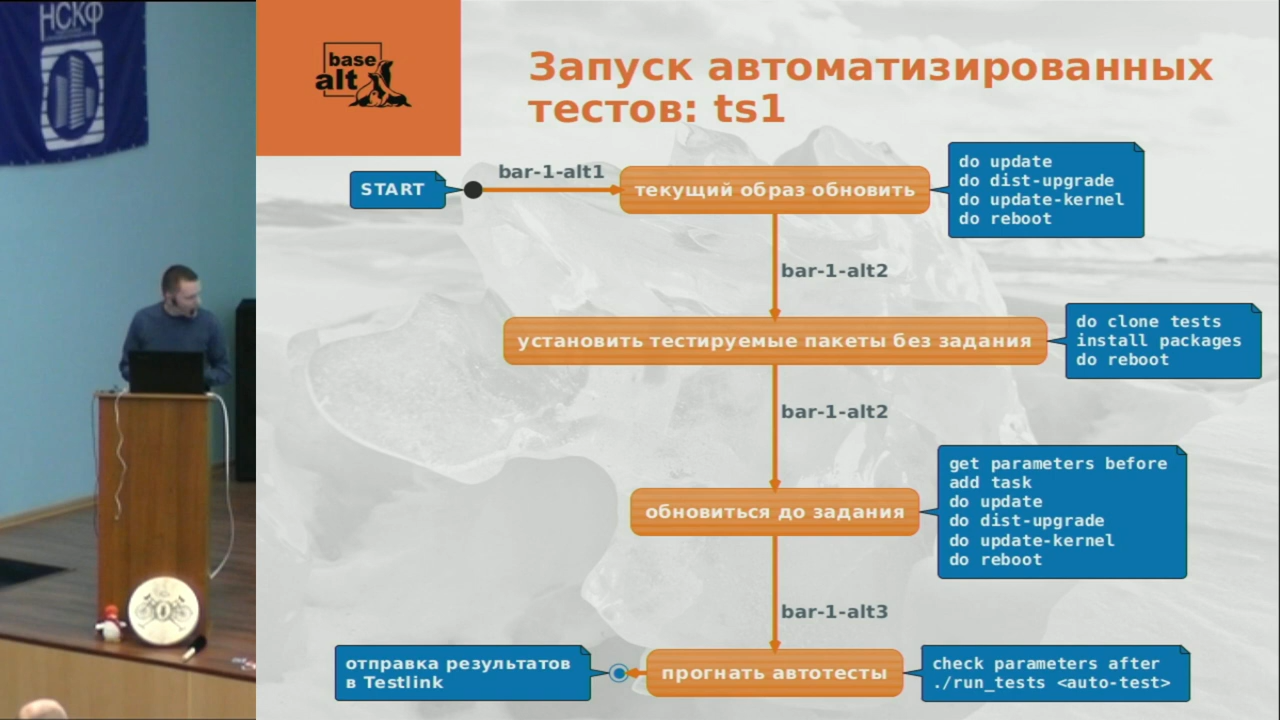 НСКФ
base
alt
Запуск автоматизированных
тестов: ts1
START
bar-1-alt1
текущий образ обновить
do update
do dist-upgrade
do update-kernel
do reboot
bar-1-alt2
установить тестируемые пакеты без задания
do clone tests
install packages
do reboot
bar-1-alt2
обновиться до задания
get parameters before
add task
do update
do dist-upgrade
do update-kernel
do reboot
bar-1-alt3
отправка результатов
в Testlink
прогнать автотесты
check parameters after
./run_tests <auto-test>